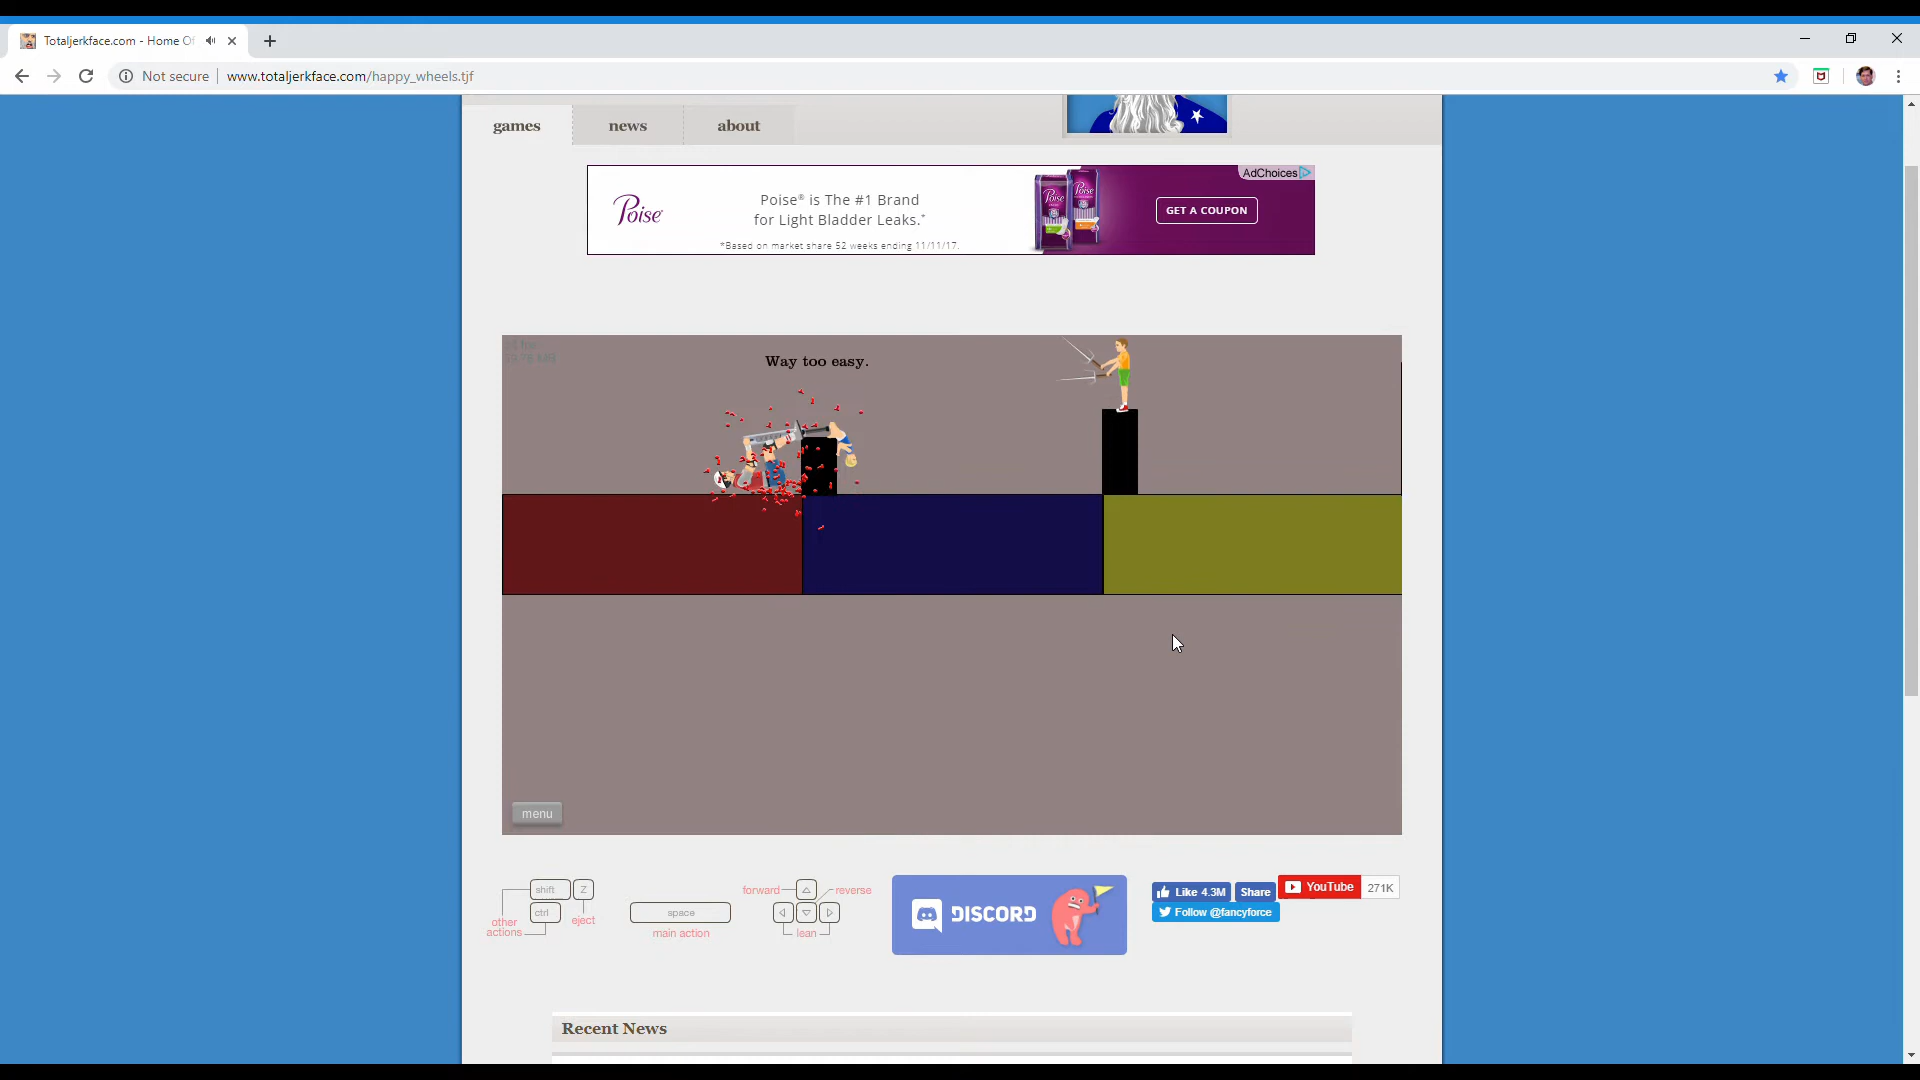 Totaljerkface.com - Home Of
Not secure
www.totaljerkface.com/happy_wheels.tjf
games
news
about
AdChoices
Poise
Poise® is The #1 Brand
for Light Bladder Leaks.*
*Based on market share 52 weeks ending 11/11/17.
GET A COUPON
Way too easy.
menu
shift
Z
ctrl
other
actions
eject
space
main action
forward
reverse
lean
DISCORD
Like 4.3M
Share
YouTube
271K
Follow @fancyforce
Recent News